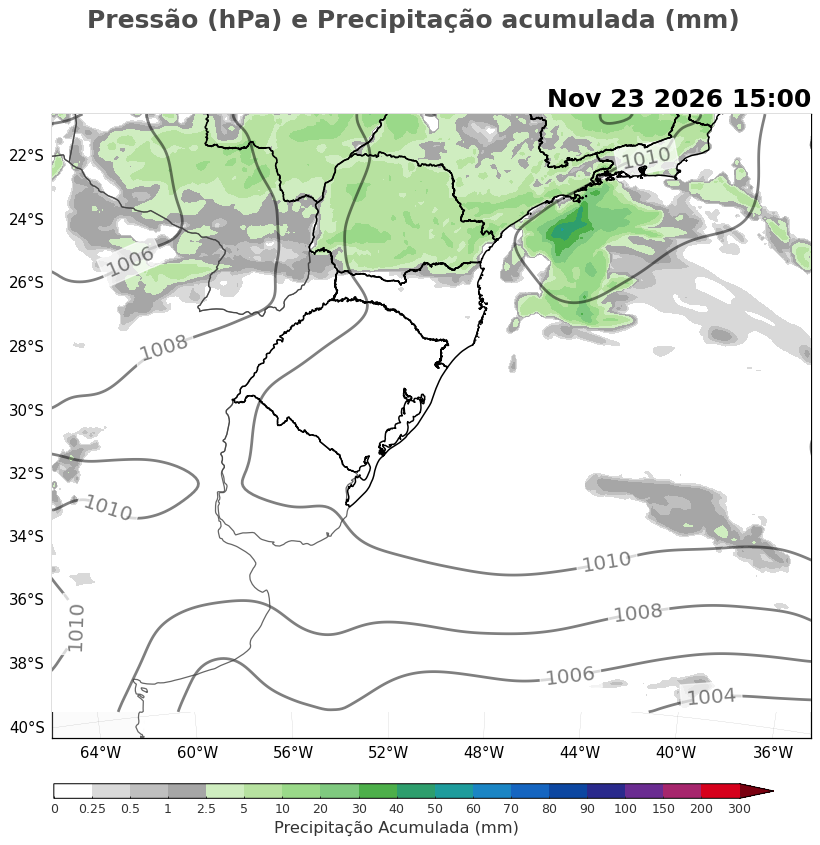 Pressão (hPa) e Precipitação acumulada (mm)
Nov 23 2026 15:00
22°S
24°S
26°S
28°S
30°S
32°S
34°S
36°S
38°S
40°S
1010
1006
1008
1010
1010
1010
1008
1006
1004
64°W 60°W 56°W 52°W 48°W 44°W 40°W 36°W
0 0.25 0.5 1 2.5 5 10 20 30 40 50 60 70 80 90 100 150 200 300
Precipitação Acumulada (mm)